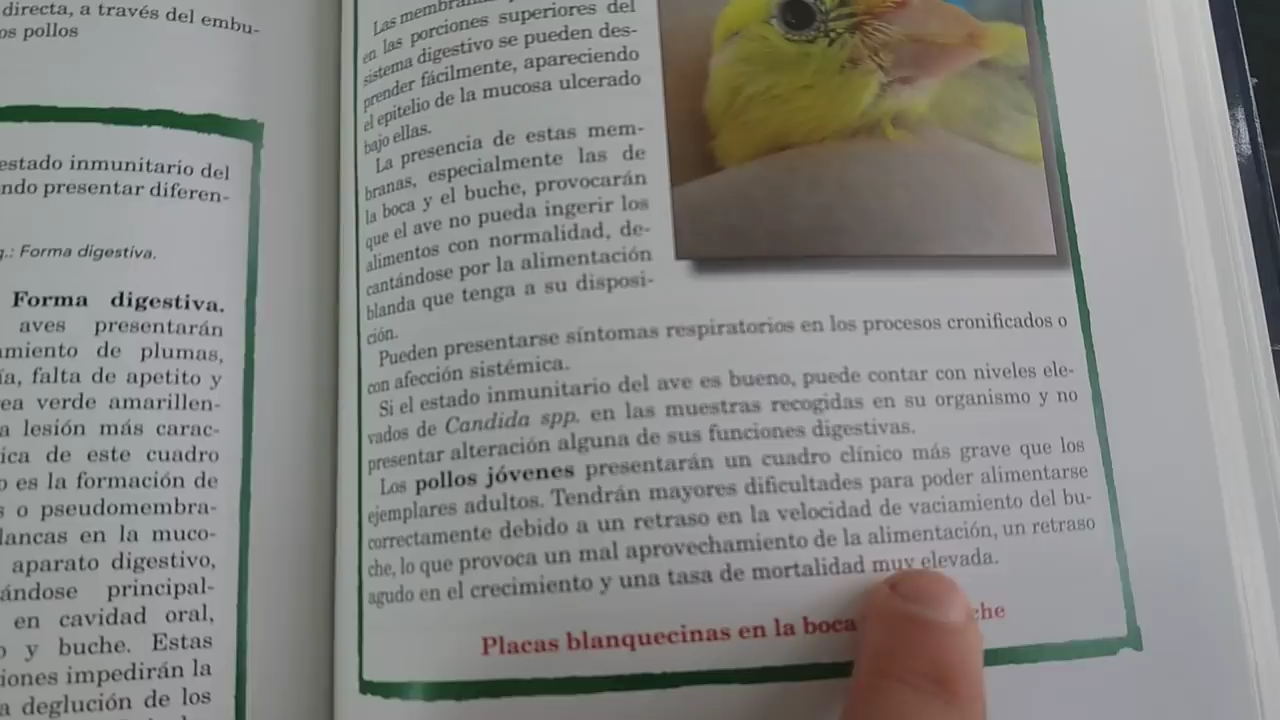 directa, a través del embu-
os pollos
estado inmunitario del
ndo presentar diferen-
.: Forma digestiva.
Forma digestiva.
aves presentarán
amiento de plumas,
ía, falta de apetito y
ea verde amarillen-
a lesión más carac-
ica de este cuadro
o es la formación de
s o pseudomembra-
lancas en la muco-
aparato digestivo,
ándose principal-
en cavidad oral,
o y buche. Estas
iones impedirán la
a deglución de los
Las
en las porciones superiores del
sistema digestivo se pueden des-
prender fácilmente, apareciendo
el epitelio de la mucosa ulcerado
bajo ellas.
La presencia de estas mem-
branas, especialmente las de
la boca y el buche, provocarán
que el ave no pueda ingerir los
alimentos con normalidad, de-
cantándose por la alimentación
blanda que tenga a su disposi-
ción.
Pueden presentarse síntomas respiratorios en los procesos cronificados o
con afección sistémica.
Si el estado inmunitario del ave es bueno, puede contar con niveles ele-
vados de Candida spp. en las muestras recogidas en su organismo y no
presentar alteración alguna de sus funciones digestivas.
Los pollos jóvenes presentarán un cuadro clínico más grave que los
ejemplares adultos. Tendrán mayores dificultades para poder alimentarse
correctamente debido a un retraso en la velocidad de vaciamiento del bu-
che, lo que provoca un mal aprovechamiento de la alimentación, un retraso
agudo en el crecimiento y una tasa de mortalidad muy elevada.
Placas blanquecinas en la boca che